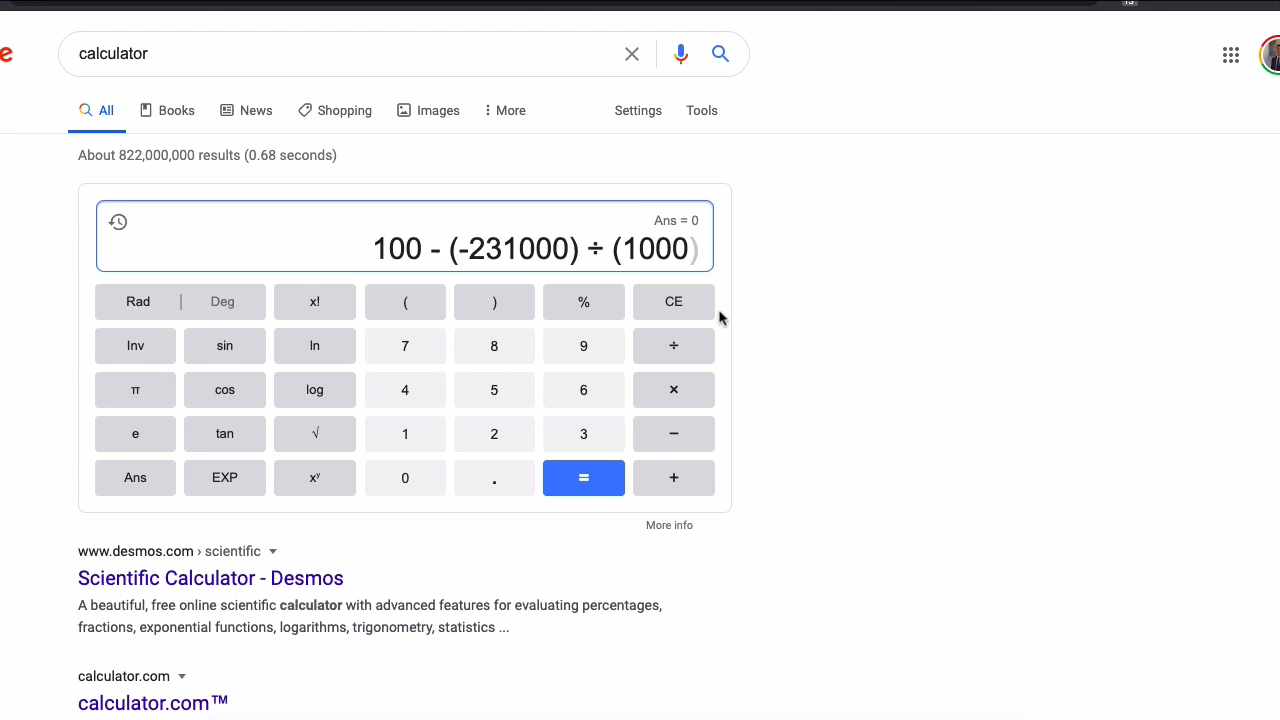 e
calculator
All
Books
News
Shopping
Images
More
Settings
Tools
About 822,000,000 results (0.68 seconds)
Ans = 0
100 - (-231000) ÷ (1000)
Rad | Deg x! ( ) % CE
Inv sin ln 7 8 9 ÷
π cos log 4 5 6 ×
e tan √ 1 2 3 −
Ans EXP xʸ 0 . = +
More info
www.desmos.com › scientific
Scientific Calculator - Desmos
A beautiful, free online scientific calculator with advanced features for evaluating percentages,
fractions, exponential functions, logarithms, trigonometry, statistics ...
calculator.com
calculator.com™